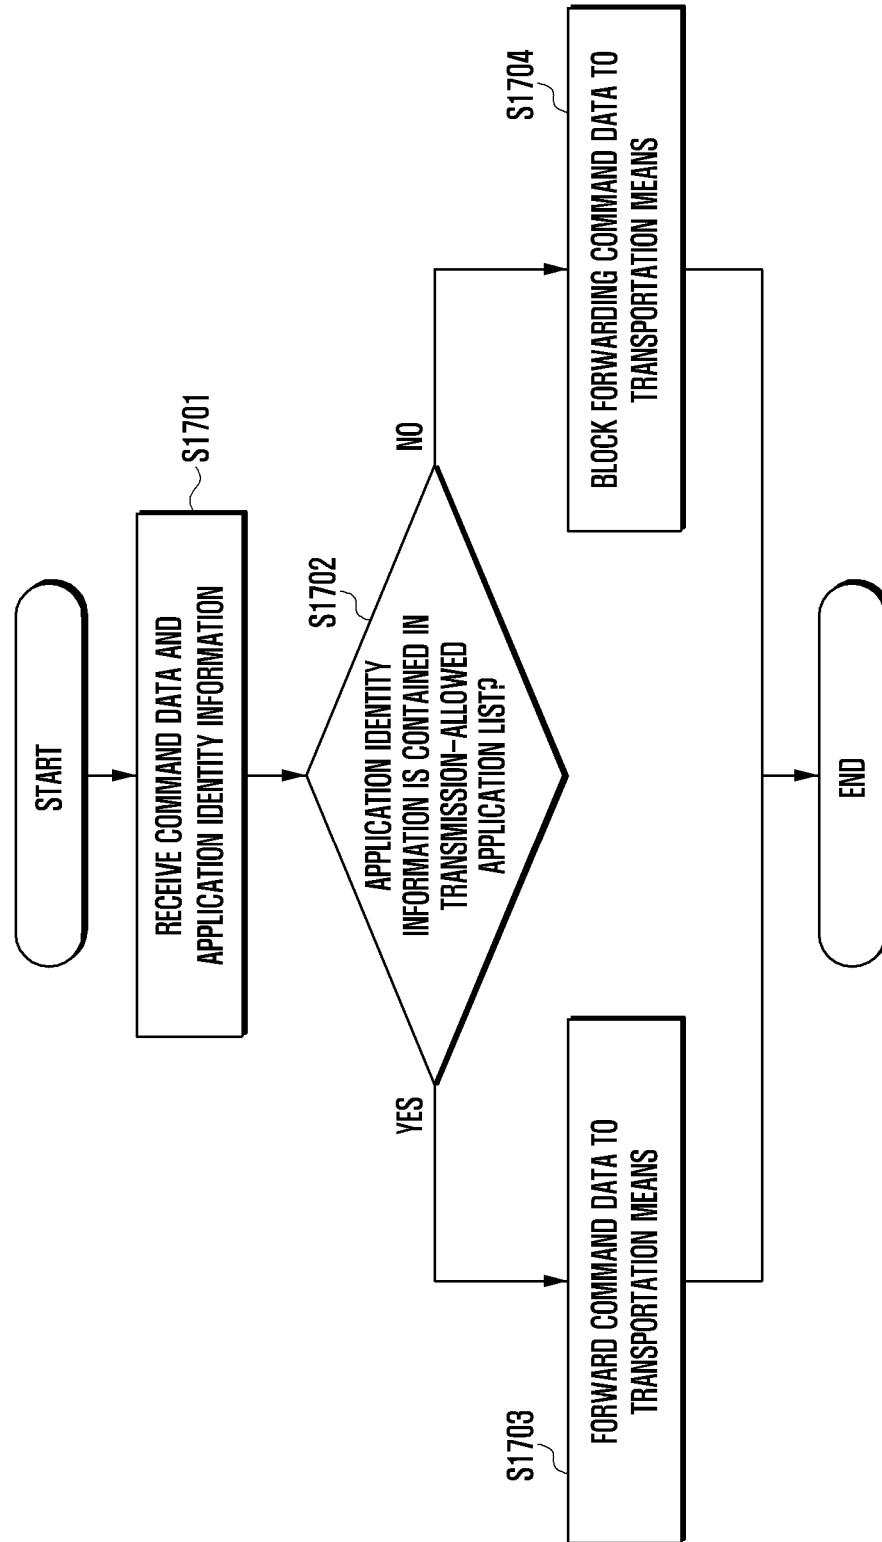 START
RECEIVE COMMAND DATA AND
APPLICATION IDENTITY INFORMATION
S1701
S1702
APPLICATION IDENTITY
INFORMATION IS CONTAINED IN
TRANSMISSION-ALLOWED
APPLICATION LIST?
YES
NO
S1703
FORWARD COMMAND DATA TO
TRANSPORTATION MEANS
S1704
BLOCK FORWARDING COMMAND DATA TO
TRANSPORTATION MEANS
END